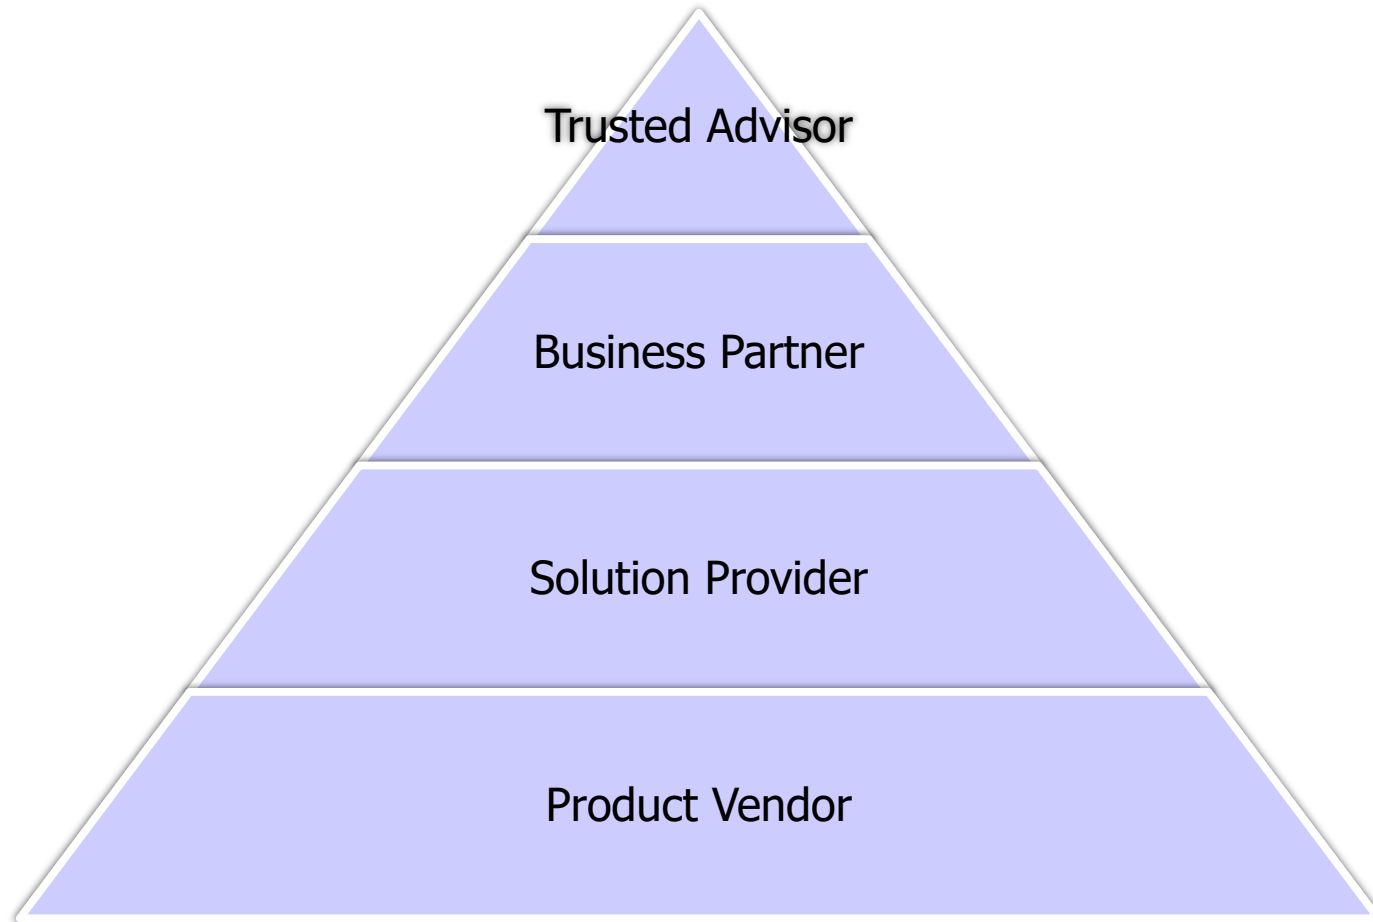 Trusted Advisor
Business Partner
Solution Provider
Product Vendor